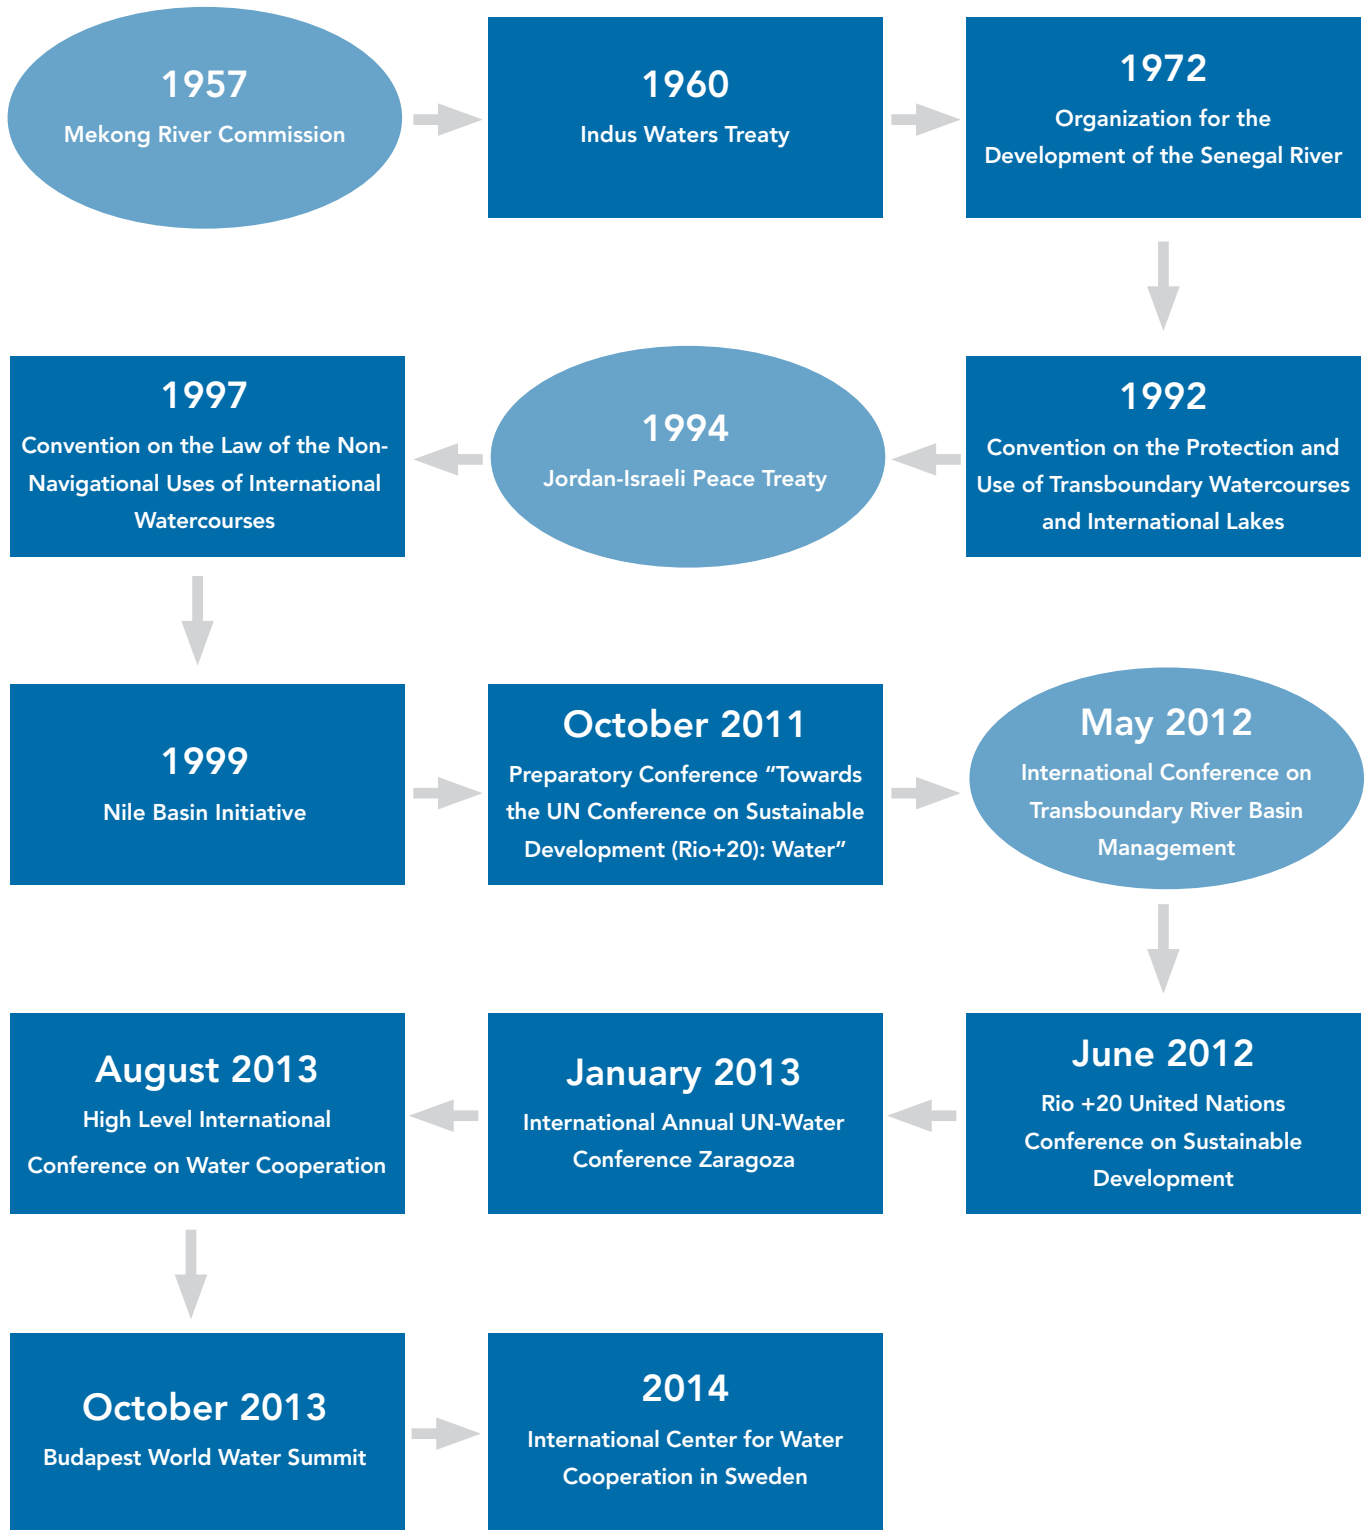 1957
Mekong River Commission
1960
Indus Waters Treaty
1972
Organization for the
Development of the Senegal River
1992
Convention on the Protection and
Use of Transboundary Watercourses
and International Lakes
1994
Jordan-Israeli Peace Treaty
1997
Convention on the Law of the Non-
Navigational Uses of International
Watercourses
1999
Nile Basin Initiative
October 2011
Preparatory Conference “Towards
the UN Conference on Sustainable
Development (Rio+20): Water”
May 2012
International Conference on
Transboundary River Basin
Management
June 2012
Rio +20 United Nations
Conference on Sustainable
Development
January 2013
International Annual UN-Water
Conference Zaragoza
August 2013
High Level International
Conference on Water Cooperation
October 2013
Budapest World Water Summit
2014
International Center for Water
Cooperation in Sweden